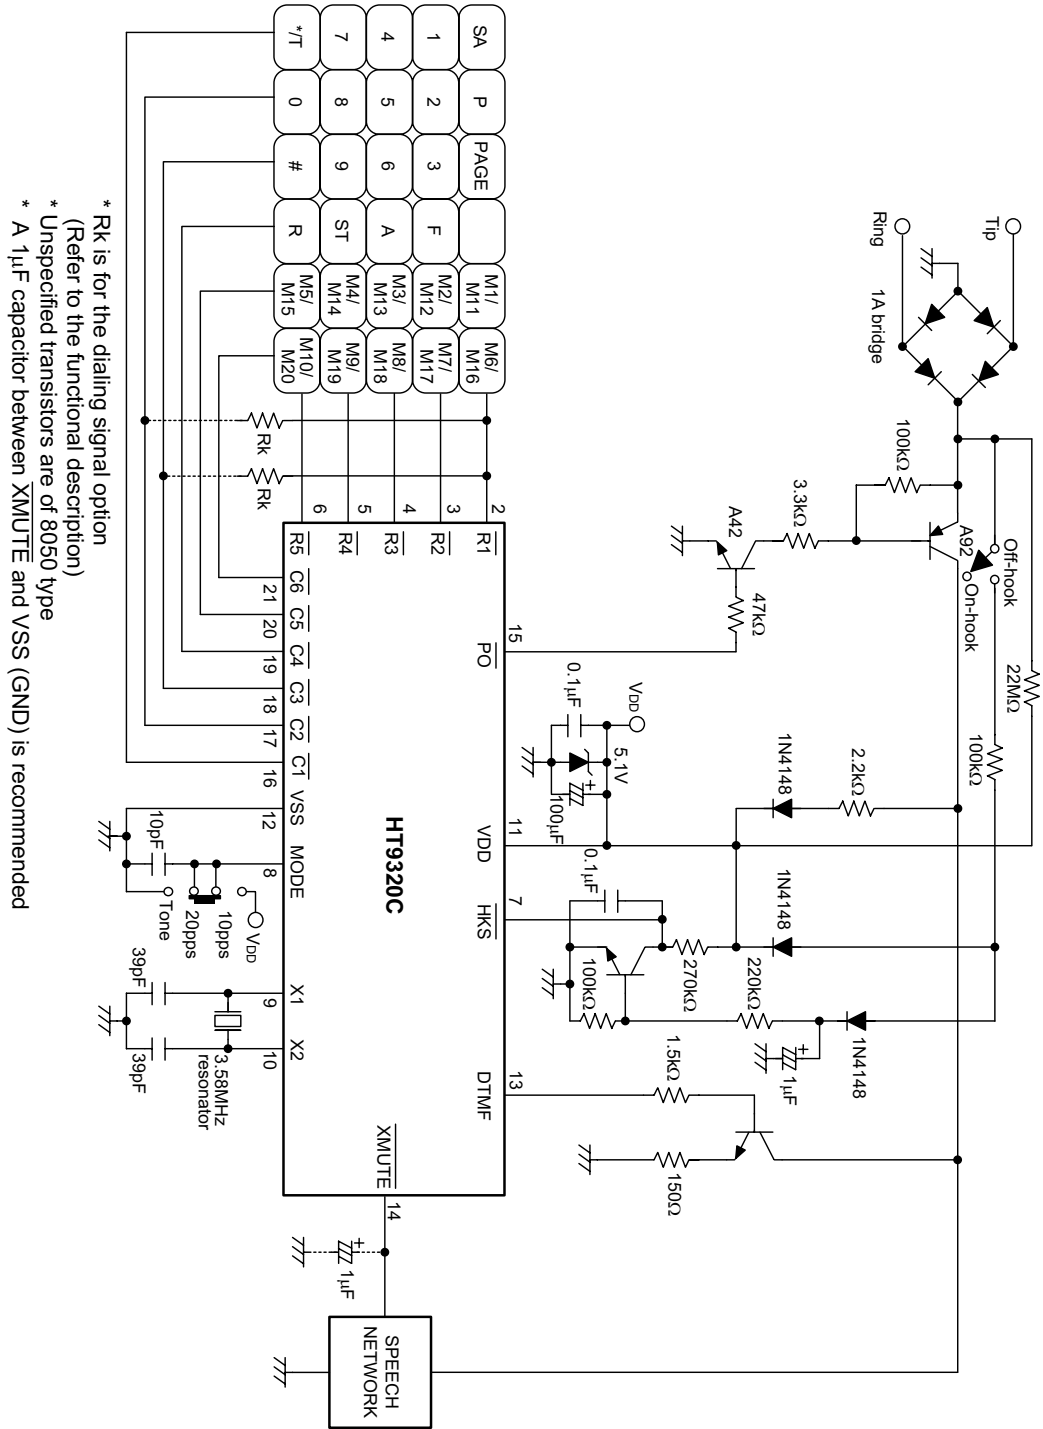 Tip
Ring
1A bridge
Off-hook
On-hook
A92
100kΩ
3.3kΩ
A42
47kΩ
22MΩ
100kΩ
2.2kΩ
1N4148
1N4148
1N4148
VDD
5.1V
0.1µF
100µF
0.1µF
270kΩ
220kΩ
100kΩ
1µF
+
+
1.5kΩ
150Ω
SA
P
PAGE
M1/
M11
M6/
M16
1
2
3
F
M2/
M12
M7/
M17
4
5
6
A
M3/
M13
M8/
M18
7
8
9
ST
M4/
M14
M9/
M19
*/T
0
#
R
M5/
M15
M10/
M20
Rk
Rk
2
3
4
5
6
R1
R2
R3
R4
R5
15
PO
11
VDD
7
HKS
13
DTMF
HT9320C
C6
C5
C4
C3
C2
C1
VSS
MODE
X1
X2
21
20
19
18
17
16
12
8
9
10
XMUTE
14
10pF
Tone
20pps
10pps
VDD
39pF
39pF
3.58MHz
resonator
+
1µF
SPEECH
NETWORK
* Rk is for the dialing signal option
(Refer to the functional description)
* Unspecified transistors are of 8050 type
* A 1µF capacitor between XMUTE and VSS (GND) is recommended